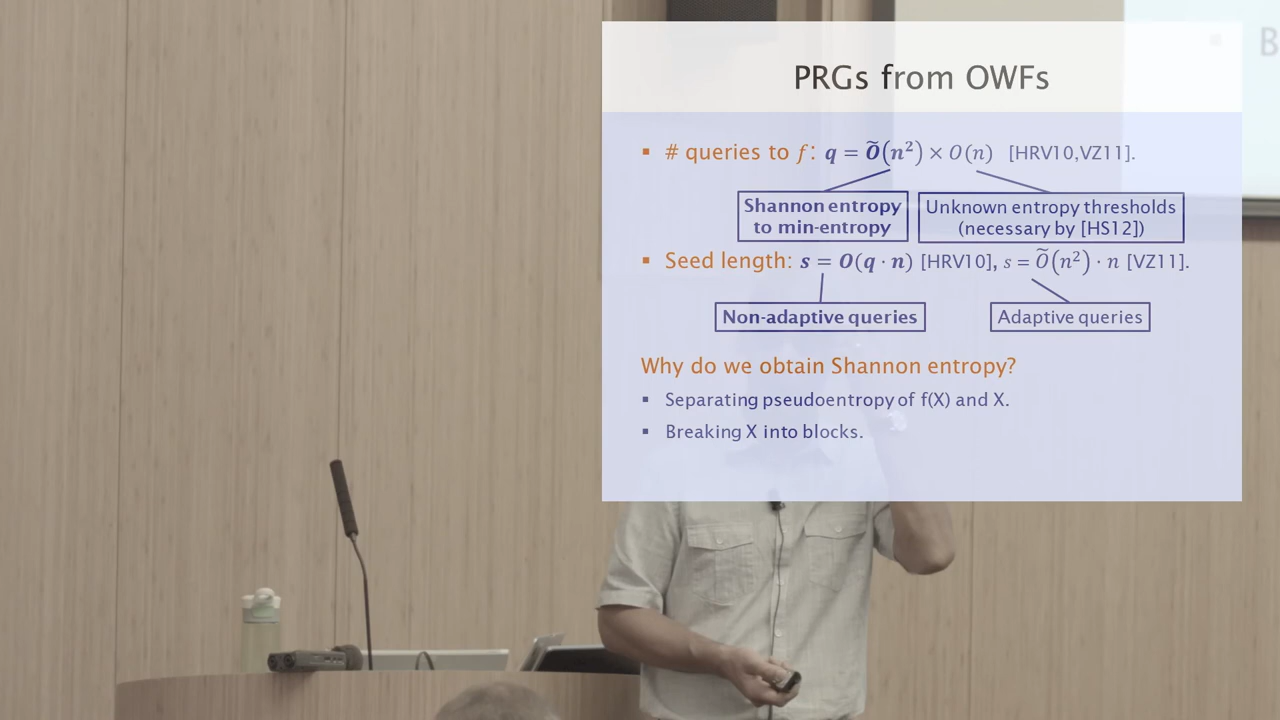 PRGs from OWFs
▪ # queries to f: q = Õ(n²) × O(n) [HRV10,VZ11].
Shannon entropy
to min-entropy
Unknown entropy thresholds
(necessary by [HS12])
▪ Seed length: s = O(q · n) [HRV10], s = Õ(n²) · n [VZ11].
Non-adaptive queries
Adaptive queries
Why do we obtain Shannon entropy?
▪ Separating pseudoentropy of f(X) and X.
▪ Breaking X into blocks.
▪ B